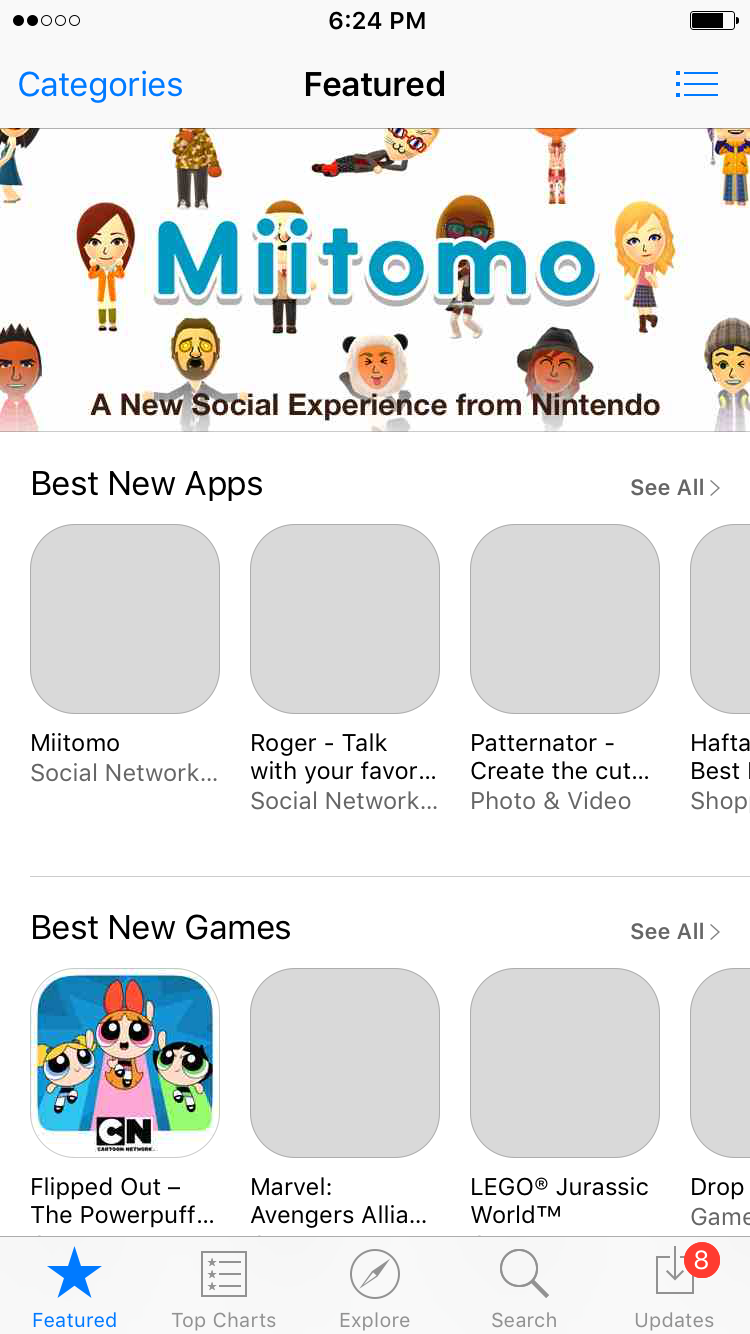 6:24 PM
Categories
Featured
Miitomo
A New Social Experience from Nintendo
Best New Apps
See All
Miitomo
Social Network...
Roger - Talk
with your favor...
Social Network...
Patternator -
Create the cut...
Photo & Video
Hafta
Best
Shop
Best New Games
See All
CN
CARTOON NETWORK
Flipped Out –
The Powerpuff...
Marvel:
Avengers Allia...
LEGO® Jurassic
World™
Drop
Game
8
Featured
Top Charts
Explore
Search
Updates